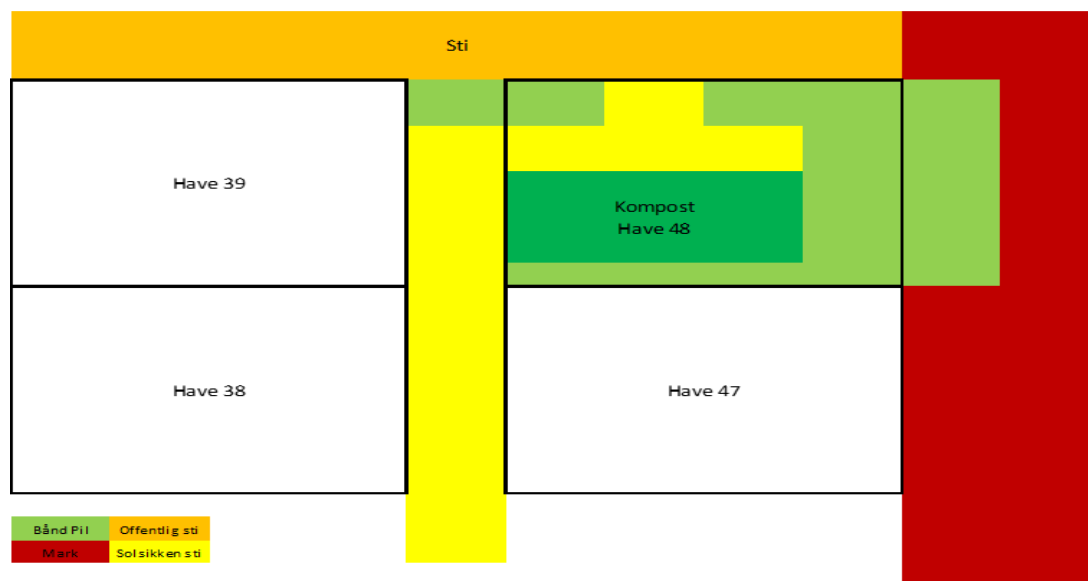 Sti
Have 39
Kompost
Have 48
Have 38
Have 47
Bånd Pil
Offentlig sti
Mark
Solsikken sti